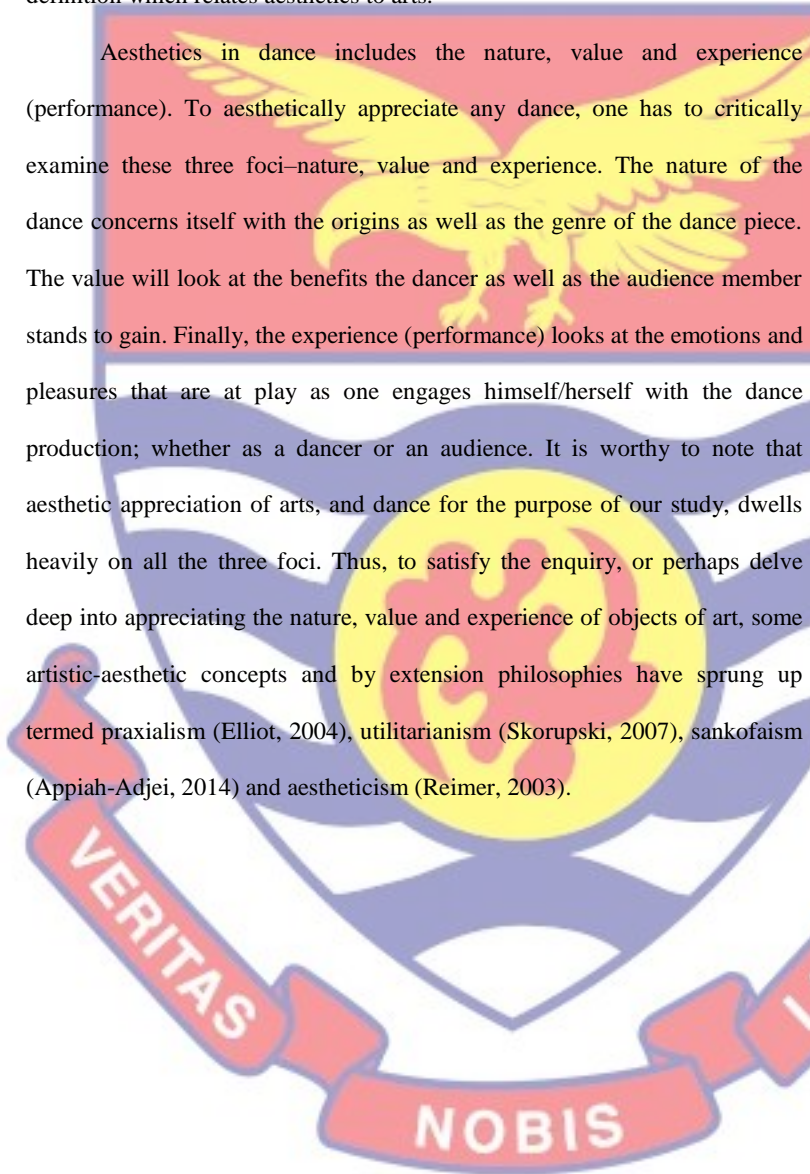 Aesthetics in dance includes the nature, value and experience
(performance). To aesthetically appreciate any dance, one has to critically
examine these three foci–nature, value and experience. The nature of the
dance concerns itself with the origins as well as the genre of the dance piece.
The value will look at the benefits the dancer as well as the audience member
stands to gain. Finally, the experience (performance) looks at the emotions and
pleasures that are at play as one engages himself/herself with the dance
production; whether as a dancer or an audience. It is worthy to note that
aesthetic appreciation of arts, and dance for the purpose of our study, dwells
heavily on all the three foci. Thus, to satisfy the enquiry, or perhaps delve
deep into appreciating the nature, value and experience of objects of art, some
artistic-aesthetic concepts and by extension philosophies have sprung up
termed praxialism (Elliot, 2004), utilitarianism (Skorupski, 2007), sankofaism
(Appiah-Adjei, 2014) and aestheticism (Reimer, 2003).
VERITAS
NOBIS